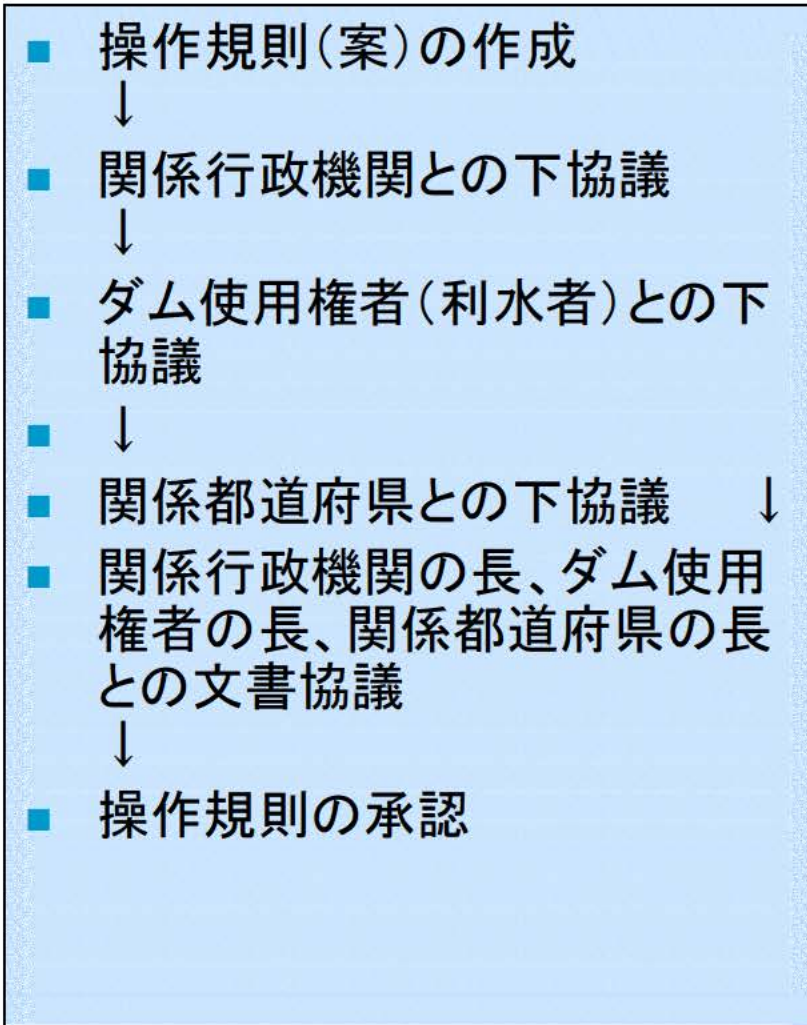 ■ 操作規則(案)の作成
↓
■ 関係行政機関との下協議
↓
■ ダム使用権者(利水者)との下
協議
■ ↓
■ 関係都道府県との下協議 ↓
■ 関係行政機関の長、ダム使用
権者の長、関係都道府県の長
との文書協議
↓
■ 操作規則の承認